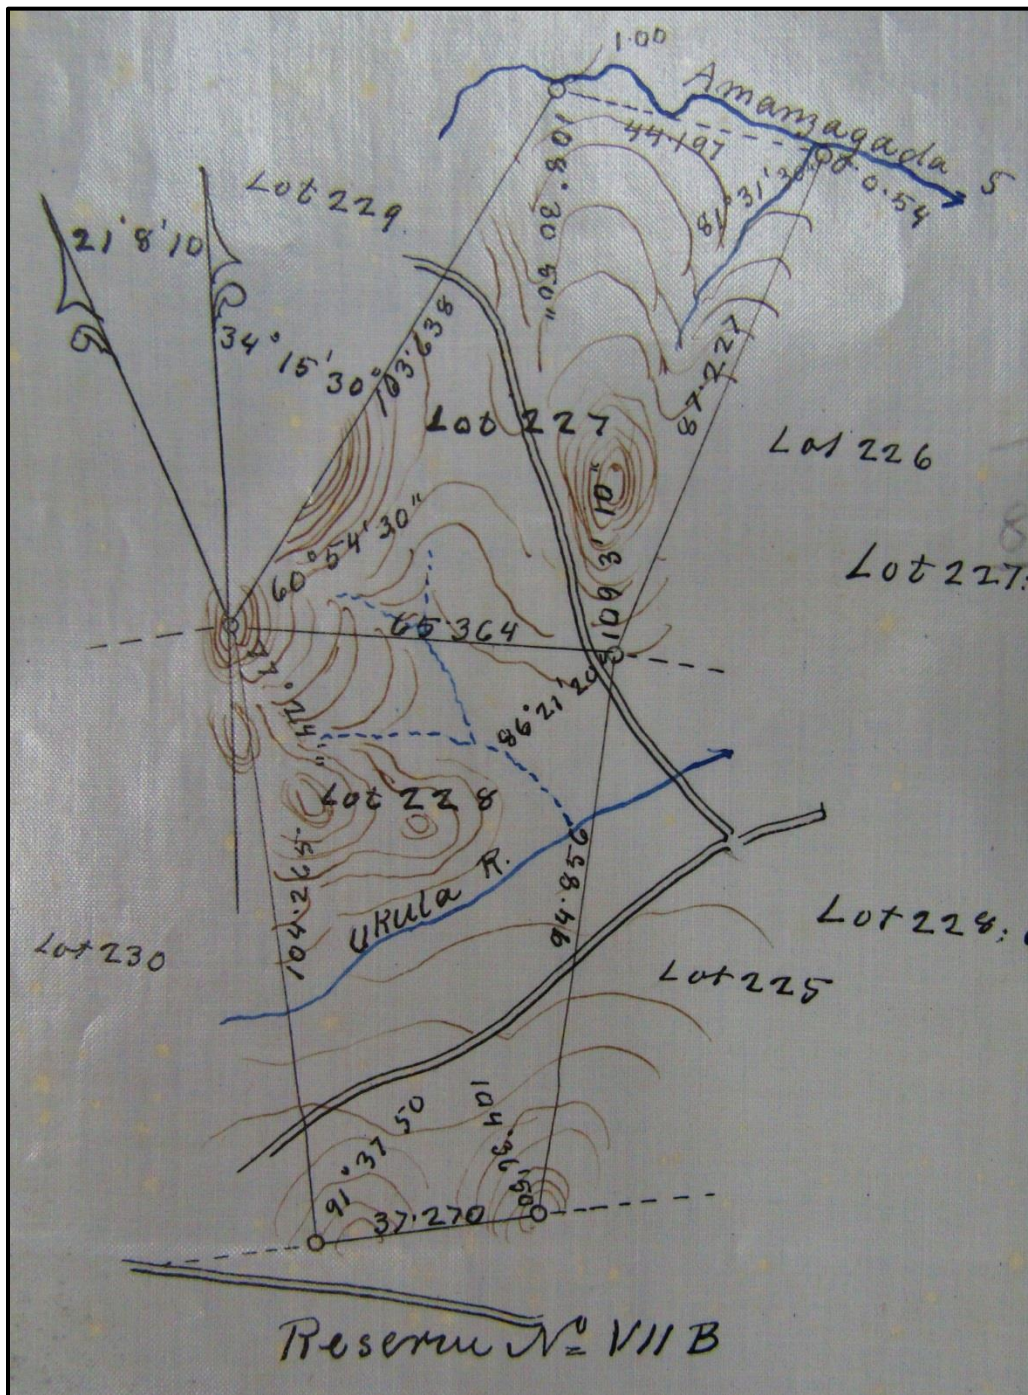 1.00
Amanzagada
44.197
0.54
S
108.30 50"
Lot 229
21°8'10
34°15'30"
103.638
87.227
Lot 227
Lot 226
60°54'30"
109°3'10"
Lot 227:
65.364
86°21'20"
Lot 228
104.265
Ukula R.
94.856
Lot 228:
Lot 230
Lot 225
91°37 50
104°36'50"
37.270
Reserve No VII B